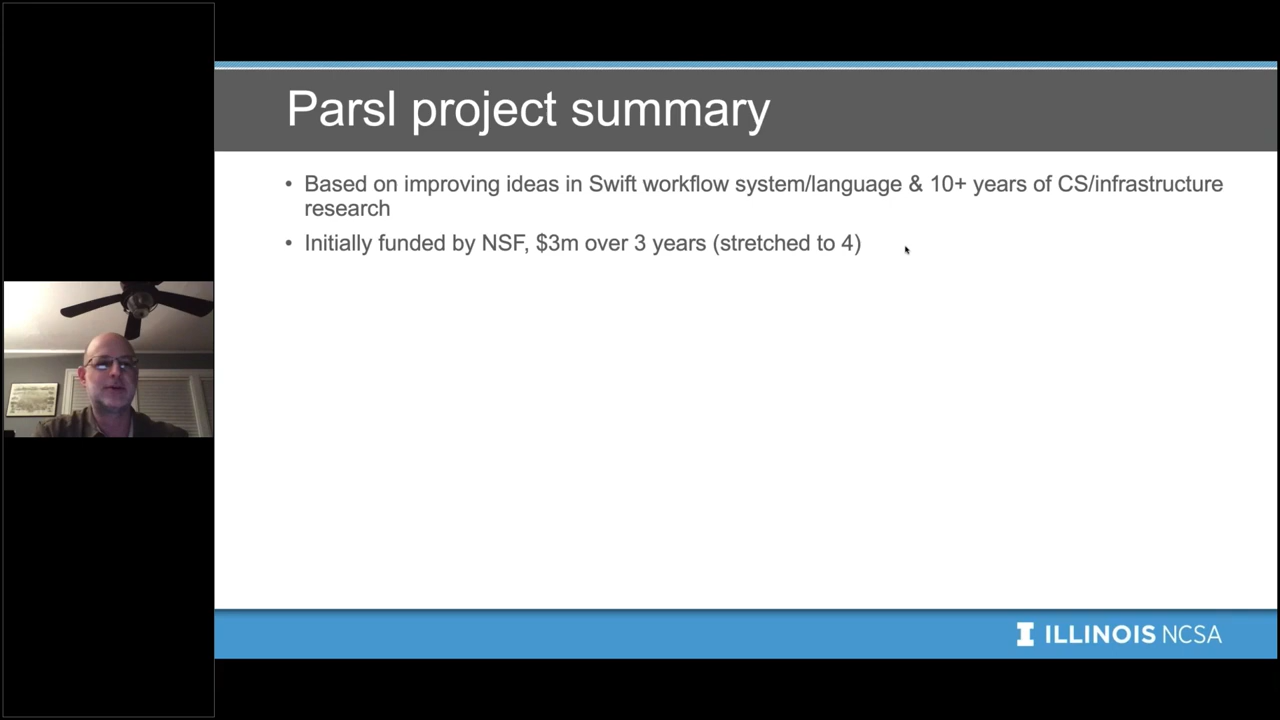 Parsl project summary
• Based on improving ideas in Swift workflow system/language & 10+ years of CS/infrastructure
research
• Initially funded by NSF, $3m over 3 years (stretched to 4)
ILLINOIS NCSA